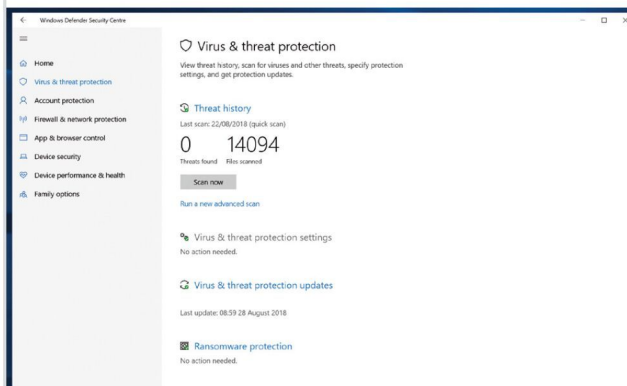 Windows Defender Security Centre
Home
Virus & threat protection
Account protection
Firewall & network protection
App & browser control
Device security
Device performance & health
Family options
Virus & threat protection
View threat history, scan for viruses and other threats, specify protection
settings, and get protection updates.
Threat history
Last scan: 22/08/2018 (quick scan)
0 14094
Threats found Files scanned
Scan now
Run a new advanced scan
Virus & threat protection settings
No action needed.
Virus & threat protection updates
Last update: 08:59 28 August 2018
Ransomware protection
No action needed.